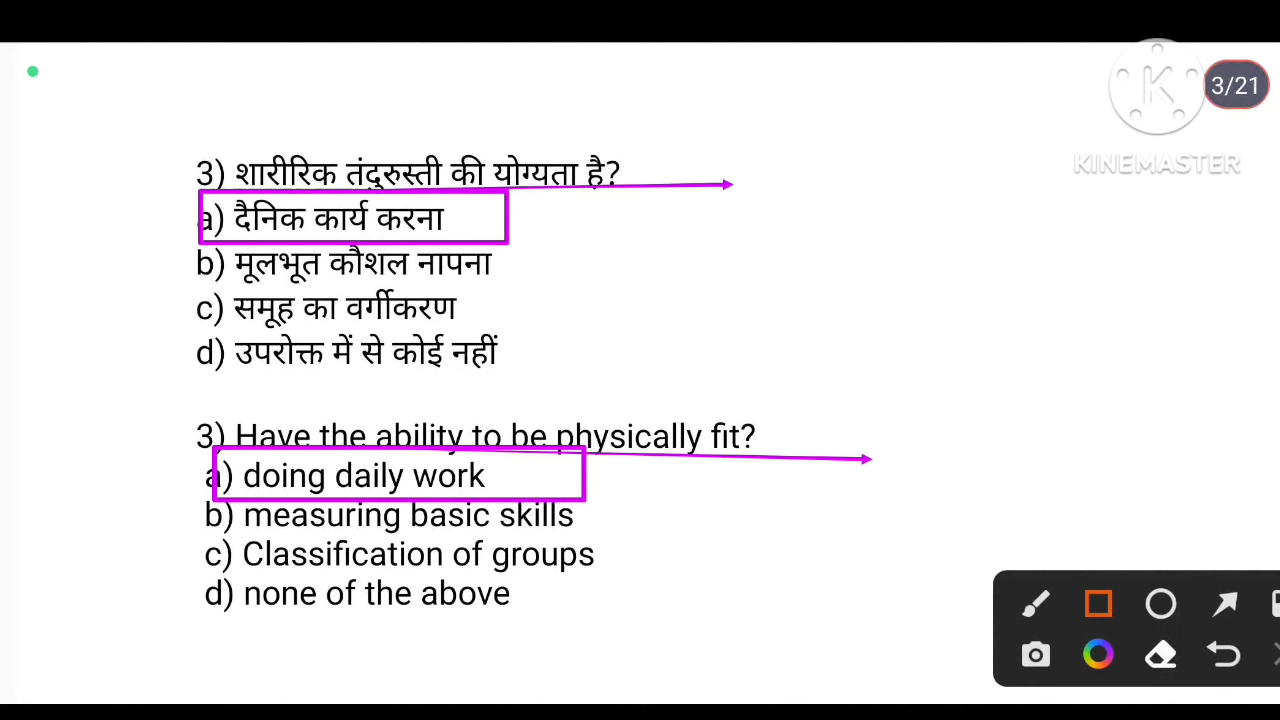 3/21
KINEMASTER
3) शारीरिक तंदुरुस्ती की योग्यता है?
a) दैनिक कार्य करना
b) मूलभूत कौशल नापना
c) समूह का वर्गीकरण
d) उपरोक्त में से कोई नहीं
3) Have the ability to be physically fit?
a) doing daily work
b) measuring basic skills
c) Classification of groups
d) none of the above